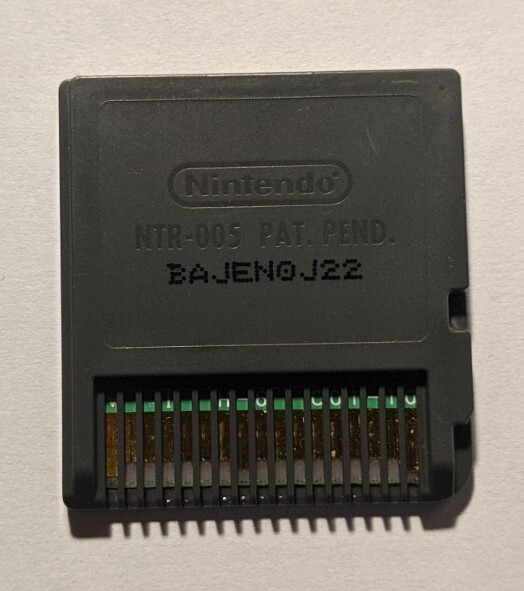 Nintendo®
NTR-005 PAT. PEND.
BAJEN0J22